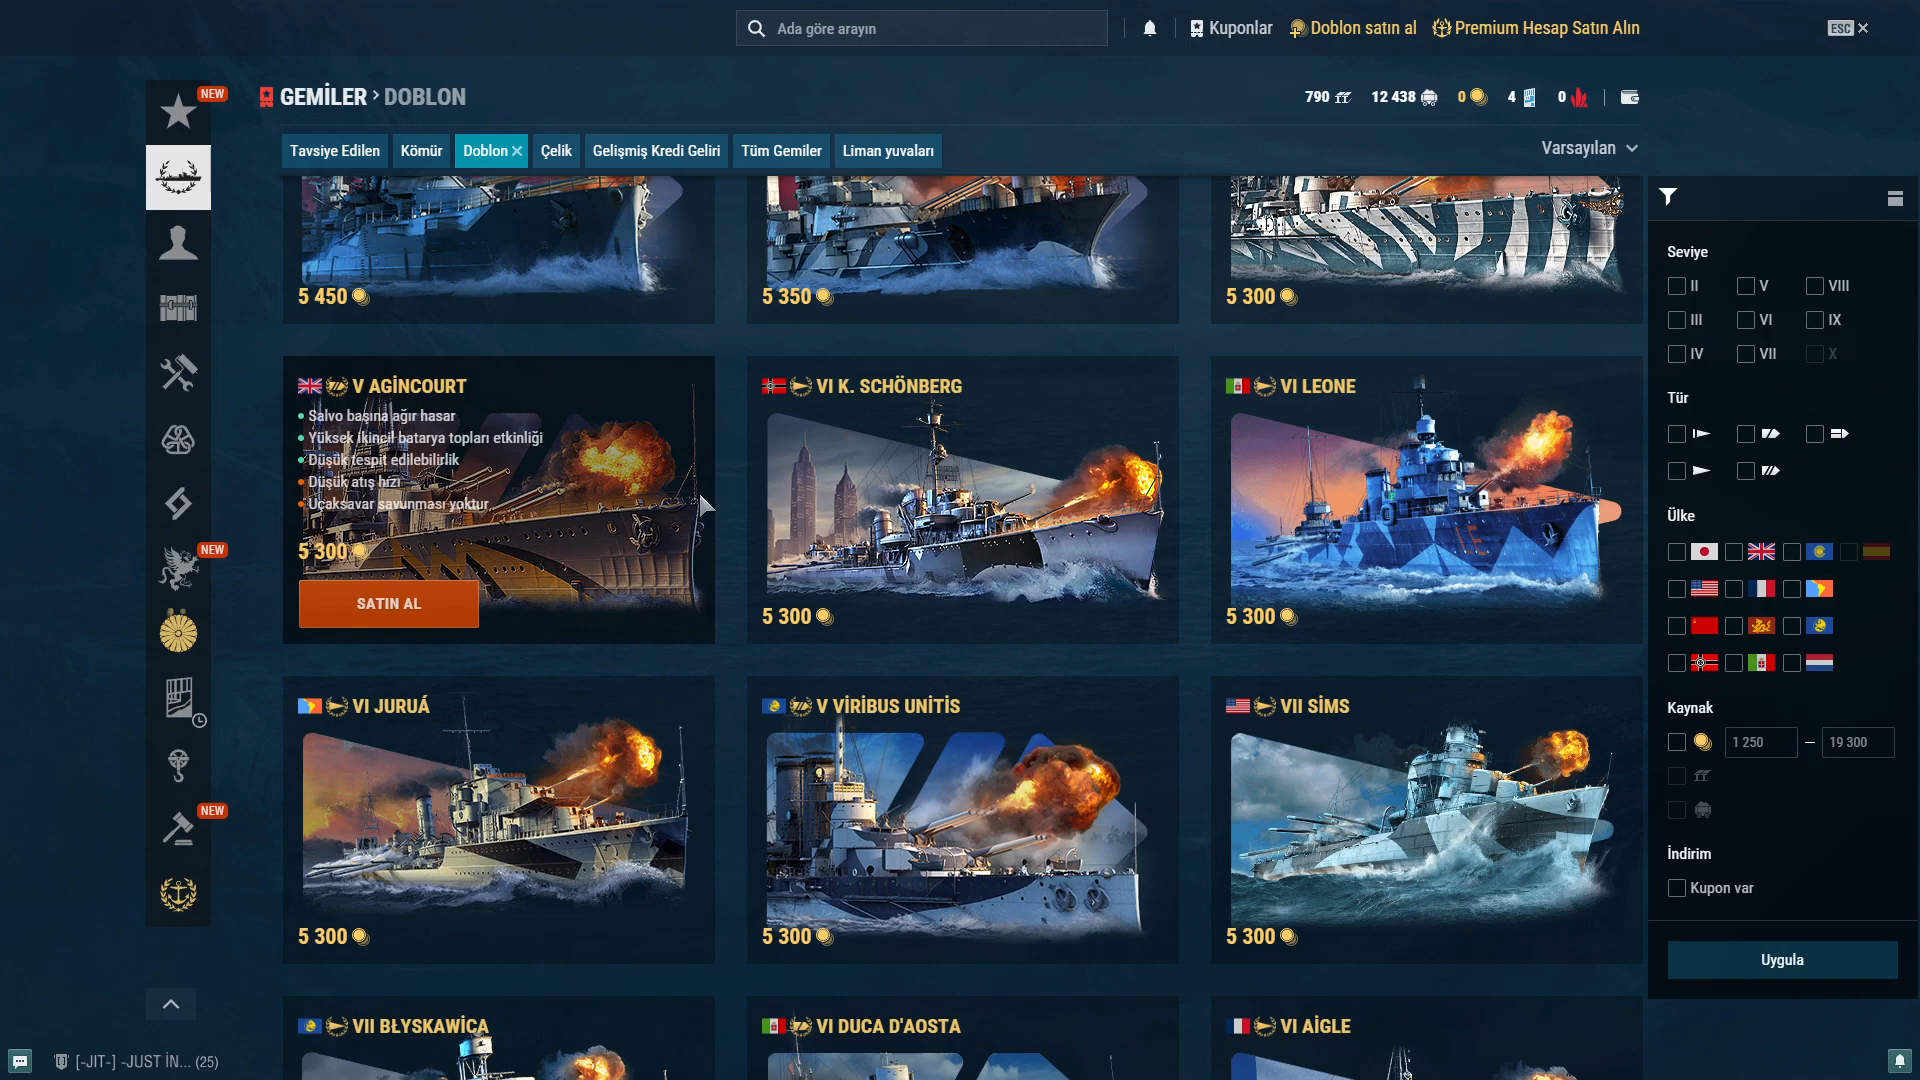 Ada göre arayın
Kuponlar
Doblon satın al
Premium Hesap Satın Alın
ESC
NEW
GEMİLER > DOBLON
790
12 438
0
4
0
Tavsiye Edilen
Kömür
Doblon
Çelik
Gelişmiş Kredi Geliri
Tüm Gemiler
Liman yuvaları
Varsayılan
5 450
5 350
5 300
V AGİNCOURT
• Salvo başına ağır hasar
• Yüksek ikincil batarya topları etkinliği
• Düşük tespit edilebilirlik
• Düşük atış hızı
• Uçaksavar savunması yoktur
5 300
SATIN AL
VI K. SCHÖNBERG
5 300
VI LEONE
5 300
VI JURUÁ
5 300
V VİRİBUS UNİTİS
5 300
VII SİMS
5 300
VII BŁYSKAWİCA
VI DUCA D'AOSTA
VI AİGLE
NEW
NEW
Seviye
II
V
VIII
III
VI
IX
IV
VII
X
Tür
Ülke
Kaynak
1 250
–
19 300
İndirim
Kupon var
Uygula
[-JIT-] -JUST İN... (25)